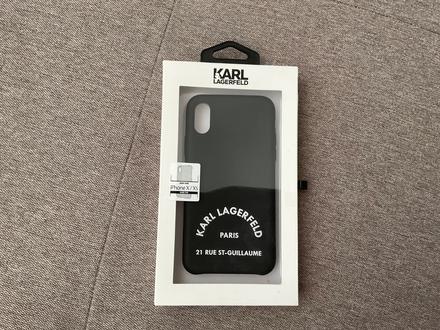 KARL
LAGERFELD
iPhone X/XS
KARL LAGERFELD
PARIS
21 RUE ST-GUILLAUME